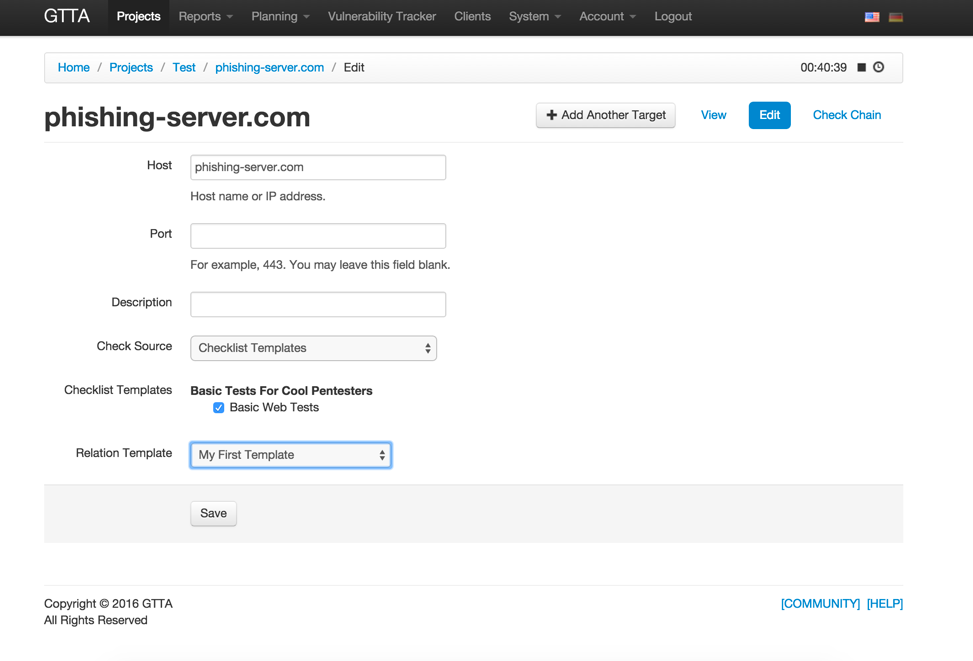 GTTA Projects Reports Planning Vulnerability Tracker Clients System Account Logout
Home / Projects / Test / phishing-server.com / Edit 00:40:39
phishing-server.com + Add Another Target View Edit Check Chain
Host phishing-server.com
Host name or IP address.
Port
For example, 443. You may leave this field blank.
Description
Check Source Checklist Templates
Checklist Templates Basic Tests For Cool Pentesters
Basic Web Tests
Relation Template My First Template
Save
Copyright © 2016 GTTA [COMMUNITY] [HELP]
All Rights Reserved